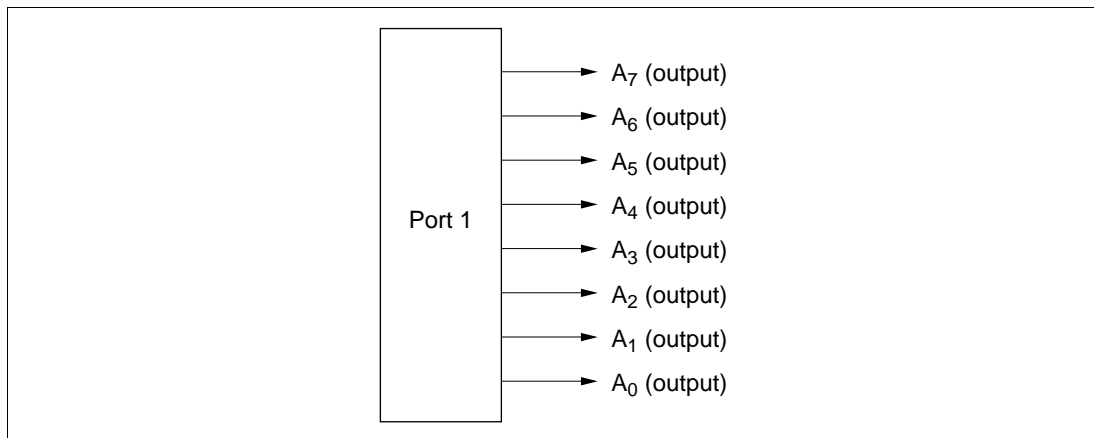 Port 1
A7 (output)
A6 (output)
A5 (output)
A4 (output)
A3 (output)
A2 (output)
A1 (output)
A0 (output)